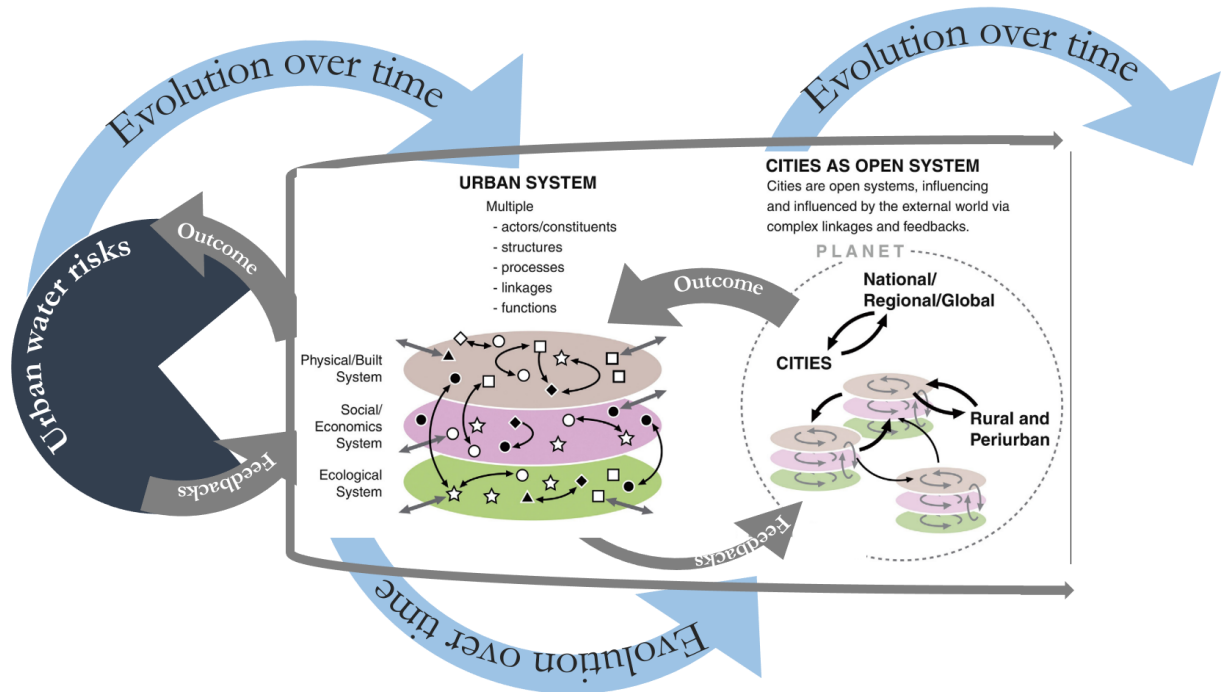 Evolution over time
Evolution over time
Urban water risks
Outcome
Feedbacks
URBAN SYSTEM
Multiple
- actors/constituents
- structures
- processes
- linkages
- functions
Physical/Built
System
Social/
Economics
System
Ecological
System
Outcome
Feedbacks
CITIES AS OPEN SYSTEM
Cities are open systems, influencing
and influenced by the external world via
complex linkages and feedbacks.
PLANET
National/
Regional/Global
CITIES
Rural and
Periurban
Evolution over time